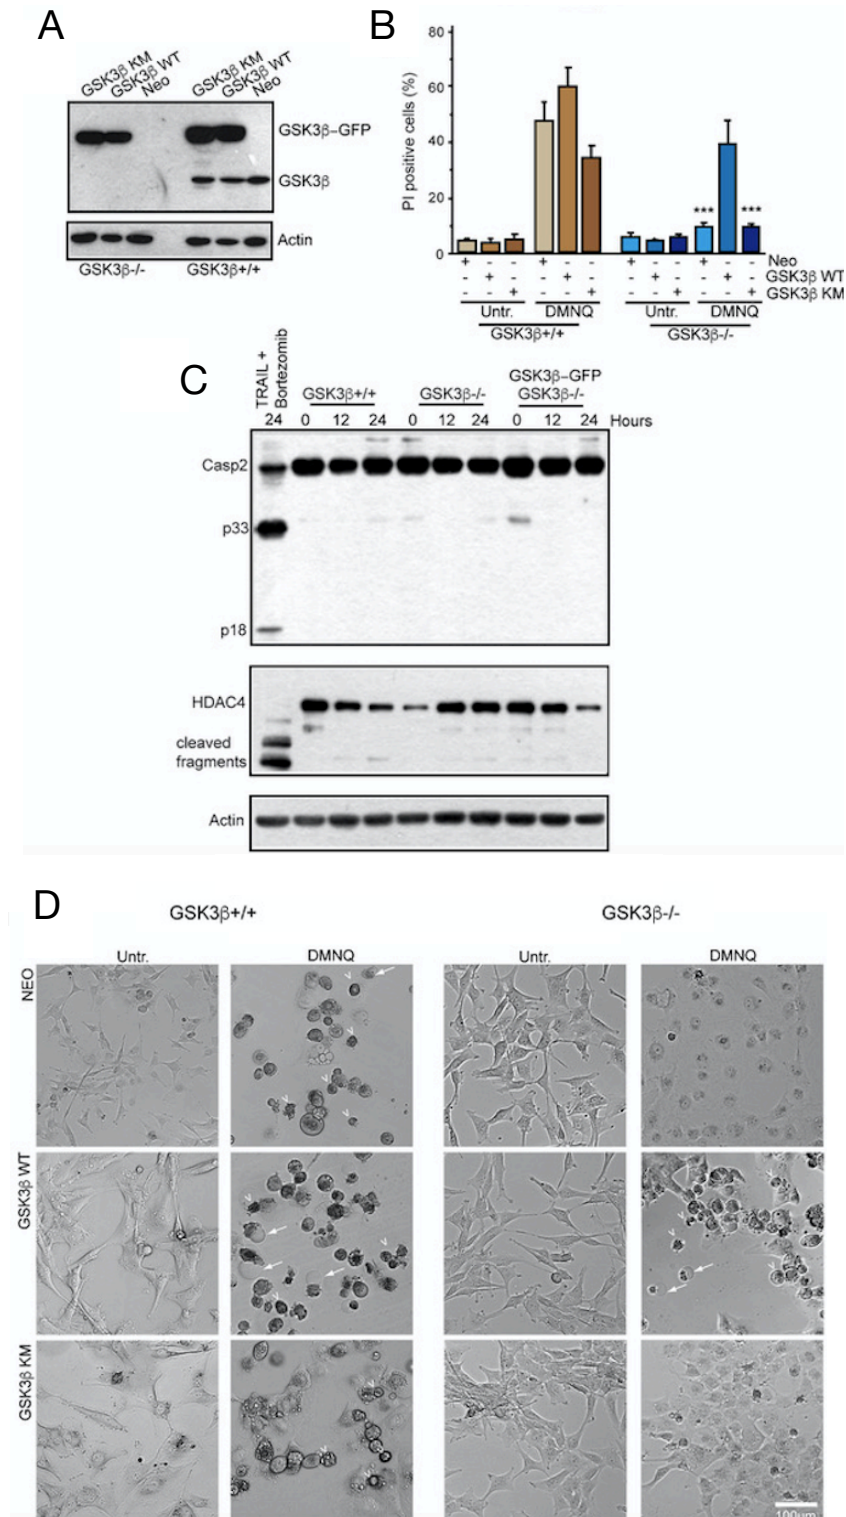 A
GSK3β KM
GSK3β WT
Neo
GSK3β KM
GSK3β WT
Neo
GSK3β–GFP
GSK3β
Actin
GSK3β-/-
GSK3β+/+
B
PI positive cells (%)
80
60
40
20
0
***
***
+ - - + - - + - - + - - Neo
- + - - + - - + - - + - GSK3β WT
- - + - - + - - + - - + GSK3β KM
Untr. DMNQ Untr. DMNQ
GSK3β+/+ GSK3β-/-
C
TRAIL +
Bortezomib
GSK3β+/+
GSK3β-/-
GSK3β–GFP
GSK3β-/-
24 0 12 24 0 12 24 0 12 24 Hours
Casp2
p33
p18
HDAC4
cleaved
fragments
Actin
D
GSK3β+/+ GSK3β-/-
Untr. DMNQ Untr. DMNQ
NEO
GSK3β WT
GSK3β KM
100μm